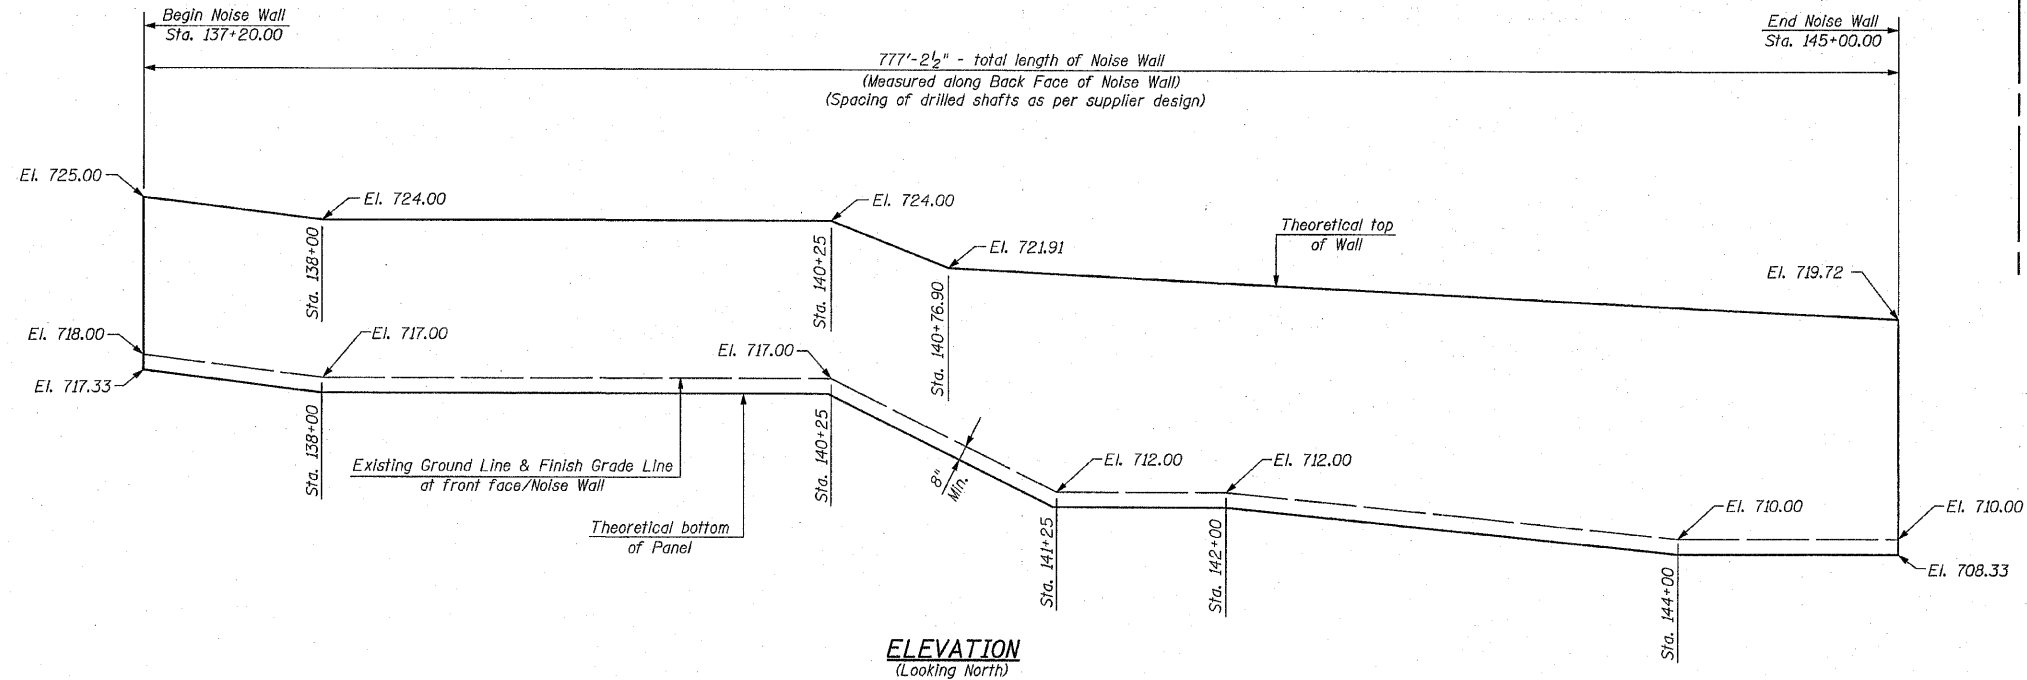 Begin Noise Wall
Sta. 137+20.00
End Noise Wall
Sta. 145+00.00
777'-2½" - total length of Noise Wall
(Measured along Back Face of Noise Wall)
(Spacing of drilled shafts as per supplier design)
El. 725.00
El. 724.00
El. 724.00
El. 721.91
Theoretical top
of Wall
El. 719.72
Sta. 138+00
Sta. 140+25
Sta. 140+76.90
El. 718.00
El. 717.00
El. 717.00
El. 717.33
Sta. 138+00
Existing Ground Line & Finish Grade Line
at front face/Noise Wall
Sta. 140+25
8"
Min.
El. 712.00
El. 712.00
El. 710.00
El. 710.00
Theoretical bottom
of Panel
Sta. 141+25
Sta. 142+00
Sta. 144+00
El. 708.33
ELEVATION
(Looking North)